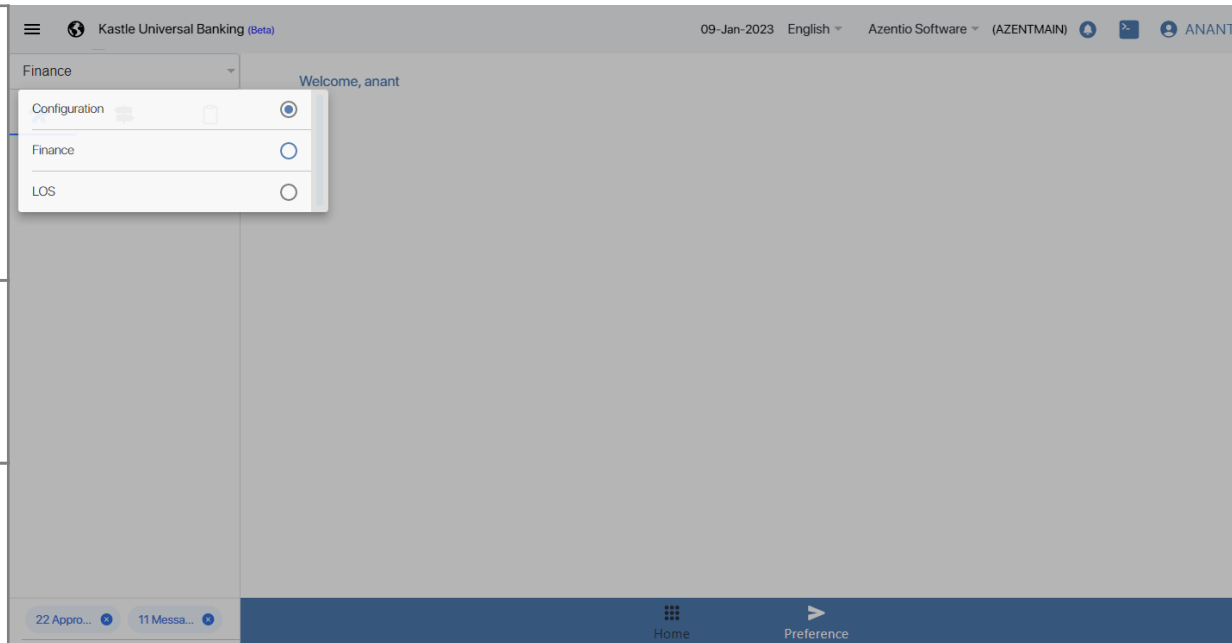 Kastle Universal Banking (Beta)
09-Jan-2023 English Azentio Software (AZENTMAIN) ANANT
Finance
Welcome, anant
Configuration
Finance
LOS
22 Appro... 11 Messa...
Home Preference